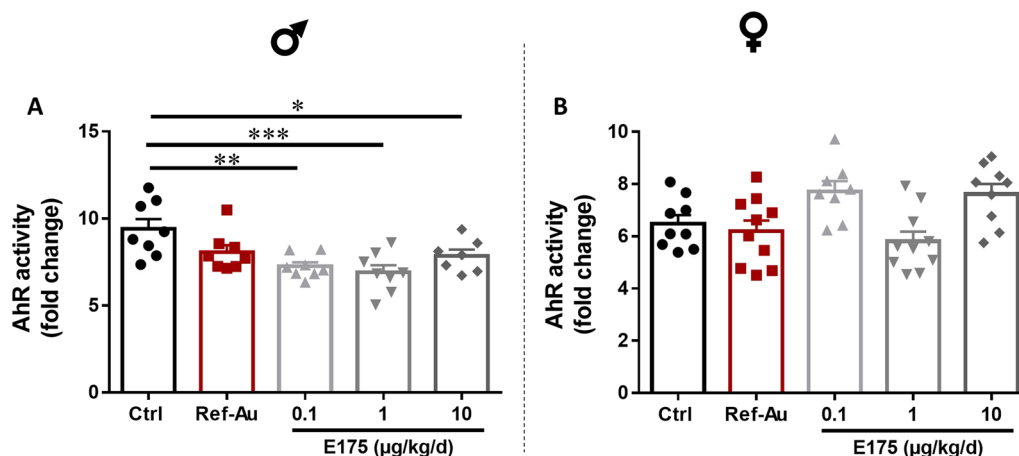 ♂ ♀
A
AhR activity
(fold change)
15
10
5
0
*
***
**
Ctrl Ref-Au 0.1 1 10
E175 (µg/kg/d)
B
AhR activity
(fold change)
10
8
6
4
2
0
Ctrl Ref-Au 0.1 1 10
E175 (µg/kg/d)